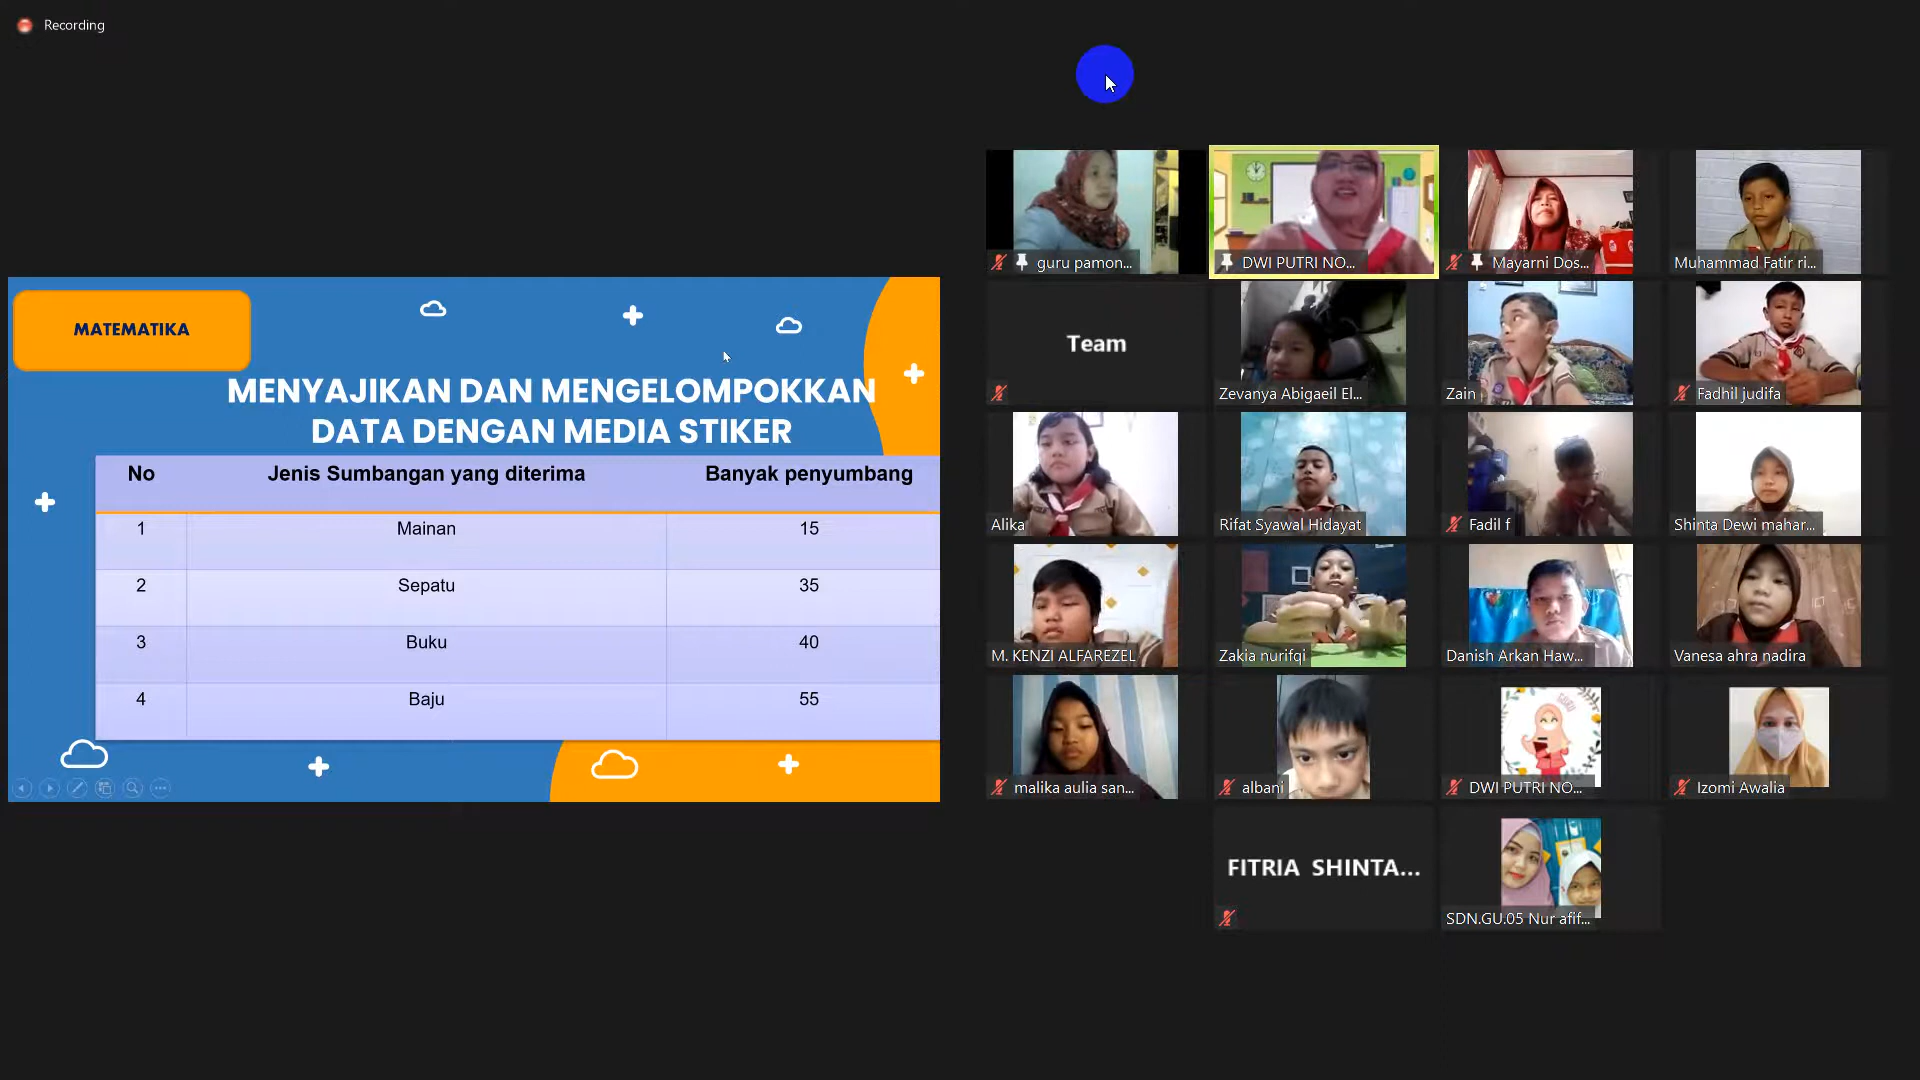 Recording
MATEMATIKA
MENYAJIKAN DAN MENGELOMPOKKAN
DATA DENGAN MEDIA STIKER
No Jenis Sumbangan yang diterima Banyak penyumbang
1 Mainan 15
2 Sepatu 35
3 Buku 40
4 Baju 55
guru pamon...
DWI PUTRI NO...
Mayarni Dos...
Muhammad Fatir ri...
Team
Zevanya Abigaeil El...
Zain
Fadhil judifa
Alika
Rifat Syawal Hidayat
Fadil f
Shinta Dewi mahar...
M. KENZI ALFAREZEL
Zakia nurifqi
Danish Arkan Haw...
Vanesa ahra nadira
malika aulia san...
albani
DWI PUTRI NO...
Izomi Awalia
FITRIA SHINTA...
SDN.GU.05 Nur afif...